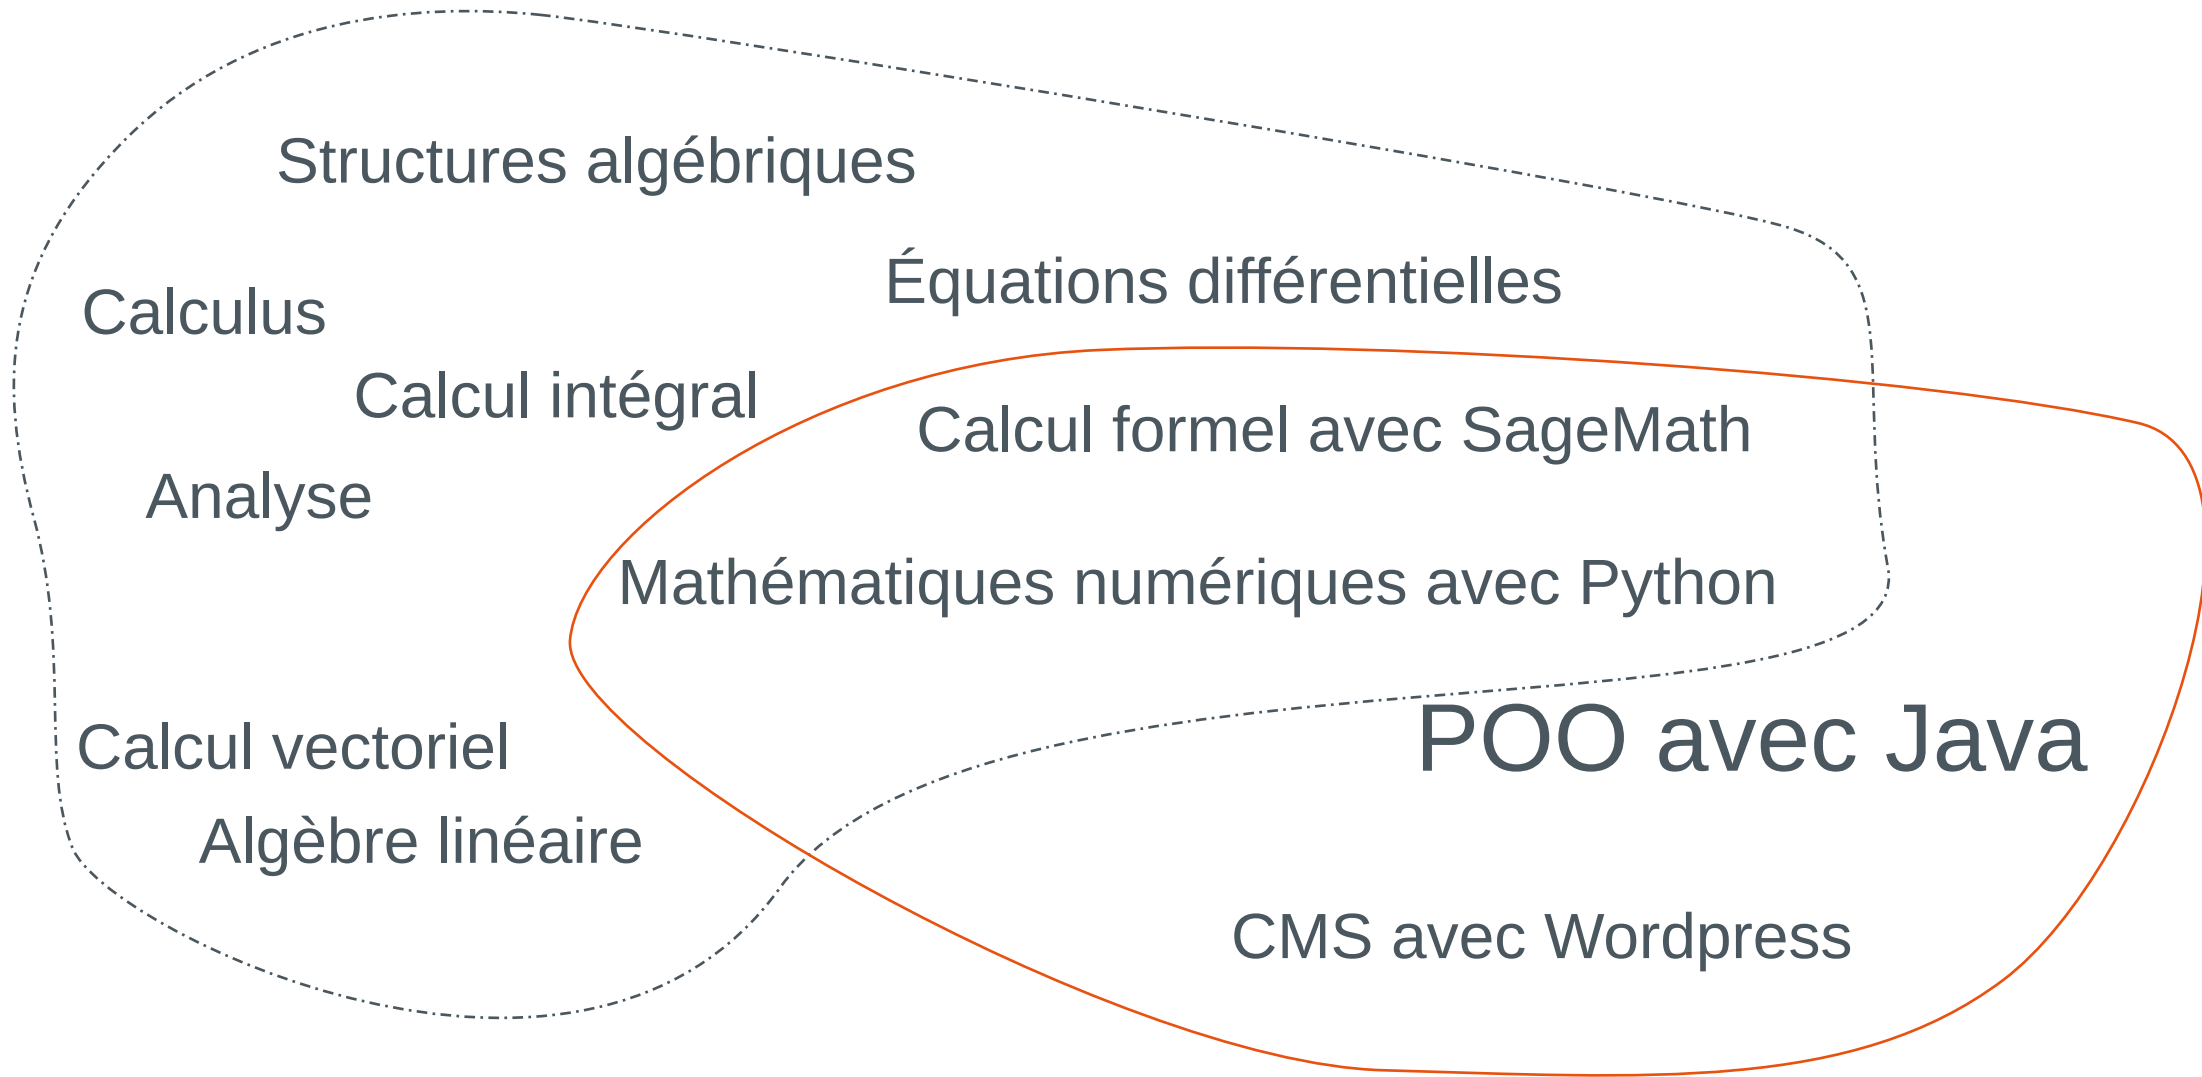 Structures algébriques
Équations différentielles
Calculus
Calcul intégral
Calcul formel avec SageMath
Analyse
Mathématiques numériques avec Python
Calcul vectoriel
POO avec Java
Algèbre linéaire
CMS avec Wordpress